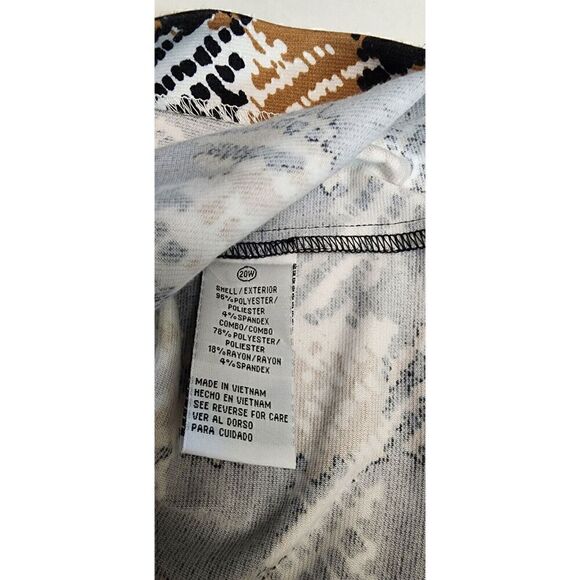 20W
SHELL/EXTERIOR
96%POLYESTER/
POLIESTER
4%SPANDEX
COMBO/COMBO
78%POLYESTER/
POLIESTER
18%RAYON/RAYON
4%SPANDEX
MADE IN VIETNAM
HECHO EN VIETNAM
SEE REVERSE FOR CARE
VER AL DORSO
PARA CUIDADO